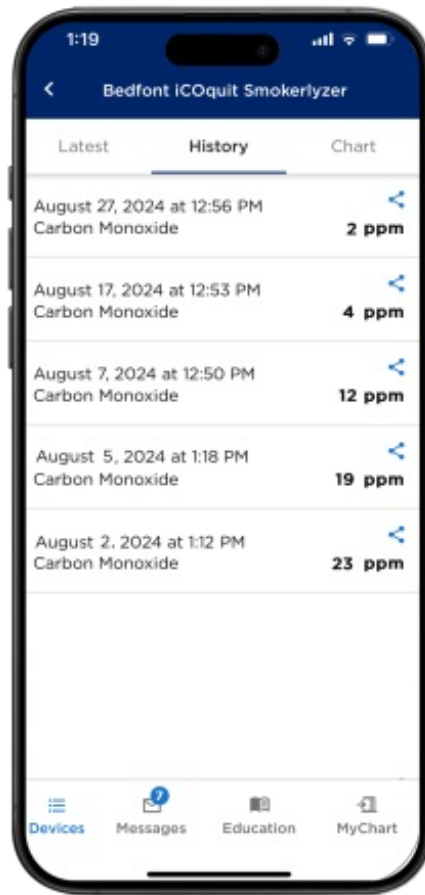 1:19
Bedfont iCOquit Smokerlyzer
Latest History Chart
August 27, 2024 at 12:56 PM
Carbon Monoxide 2 ppm
August 17, 2024 at 12:53 PM
Carbon Monoxide 4 ppm
August 7, 2024 at 12:50 PM
Carbon Monoxide 12 ppm
August 5, 2024 at 1:18 PM
Carbon Monoxide 19 ppm
August 2, 2024 at 1:12 PM
Carbon Monoxide 23 ppm
7
Devices Messages Education MyChart